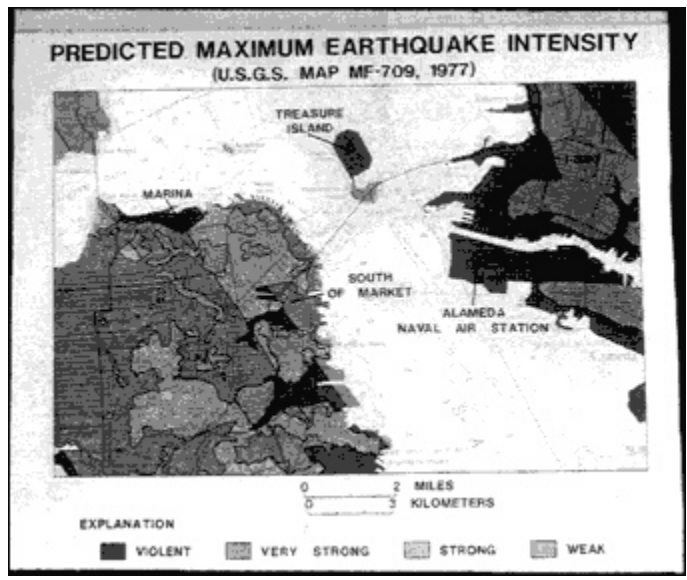 PREDICTED MAXIMUM EARTHQUAKE INTENSITY
(U.S.G.S. MAP MF-709, 1977)
TREASURE
ISLAND
I-880
MARINA
SOUTH
OF MARKET
ALAMEDA
NAVAL AIR STATION
0 2 MILES
0 3 KILOMETERS
EXPLANATION
VIOLENT
VERY STRONG
STRONG
WEAK